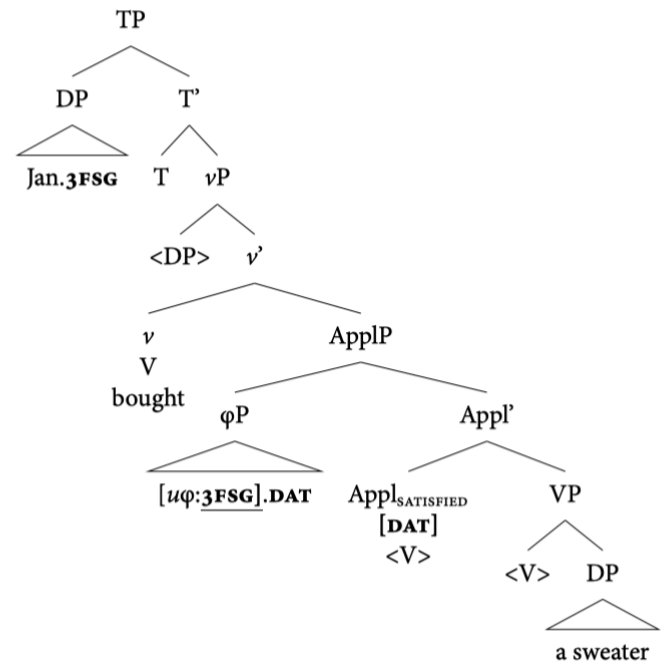 TP
DP T’
Jan.3FSG T vP
<DP> v’
v ApplP
V
bought
φP Appl’
[uφ:3FSG].DAT ApplSATISFIED VP
[DAT]
<V>
<V> DP
a sweater